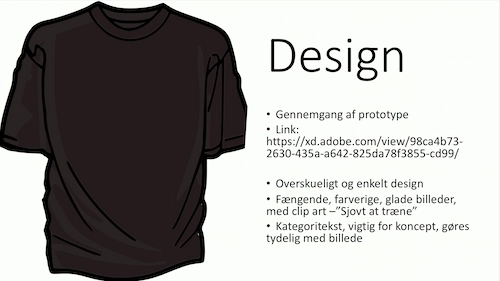 Design
• Gennemgang af prototype
• Link:
https://xd.adobe.com/view/98ca4b73-
2630-435a-a642-825da78f3855-cd99/
• Overskueligt og enkelt design
• Fængende, farverige, glade billeder,
med clip art –”Sjovt at træne”
• Kategoritekst, vigtig for koncept, gøres
tydelig med billede